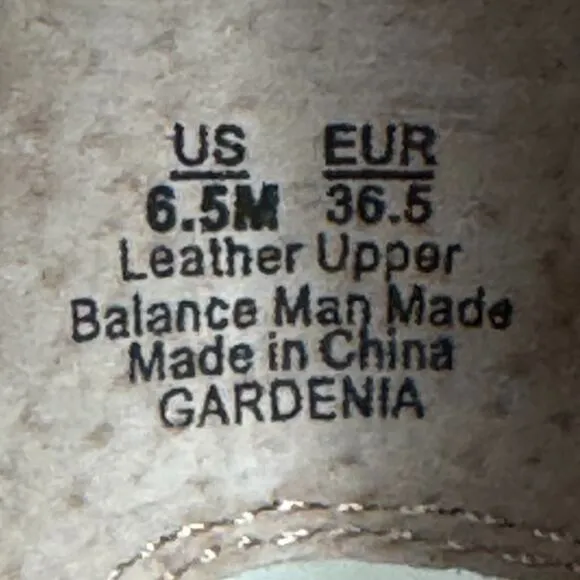 US EUR
6.5M 36.5
Leather Upper
Balance Man Made
Made in China
GARDENIA